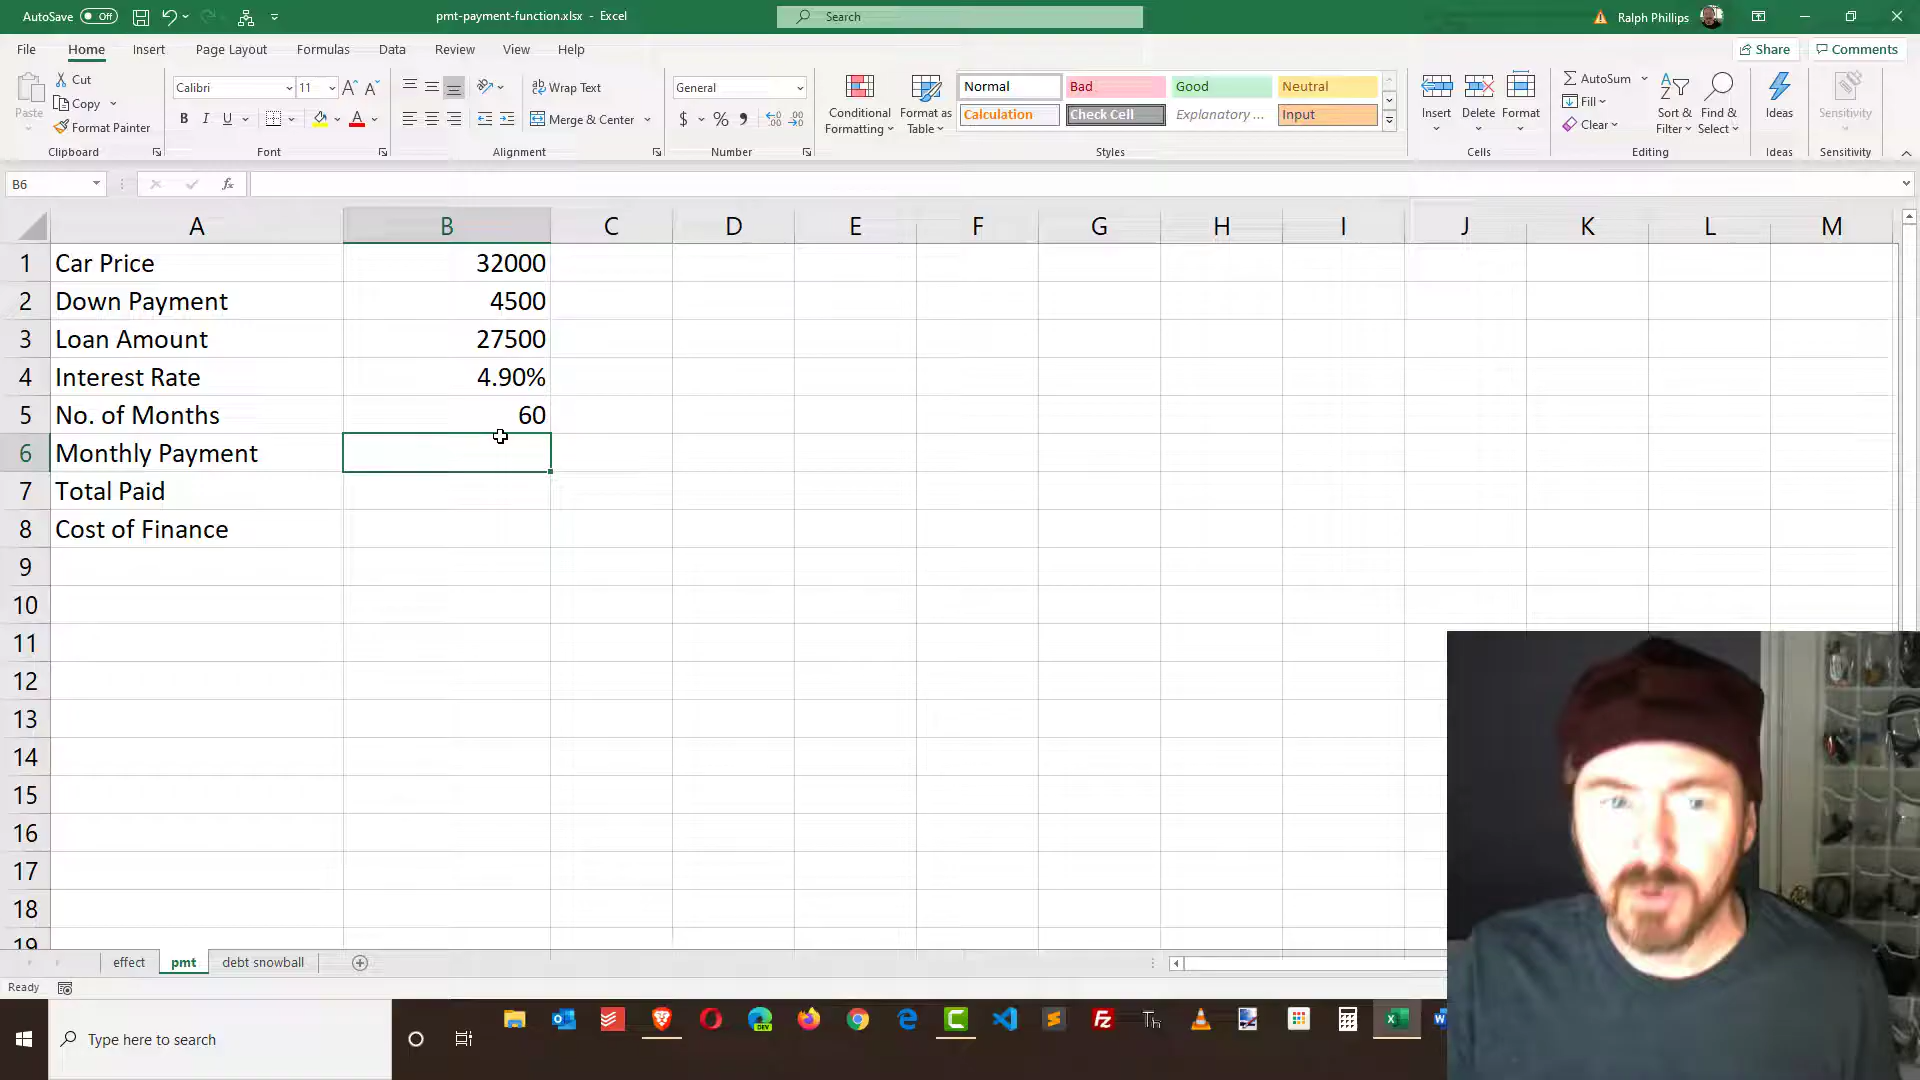 AutoSave Off
pmt-payment-function.xlsx - Excel
Search
Ralph Phillips
File Home Insert Page Layout Formulas Data Review View Help
Share Comments
Paste
Cut
Copy
Format Painter
Clipboard
Calibri 11
B I U
Font
Wrap Text
Merge & Center
Alignment
General
$ % ,
Number
Conditional Formatting
Format as Table
Normal Bad Good Neutral
Calculation Check Cell Explanatory ... Input
Styles
Insert Delete Format
Cells
AutoSum
Fill
Clear
Sort & Filter
Find & Select
Editing
Ideas
Ideas
Sensitivity
Sensitivity
B6 fx
A B C D E F G H I J K L M
1 Car Price 32000
2 Down Payment 4500
3 Loan Amount 27500
4 Interest Rate 4.90%
5 No. of Months 60
6 Monthly Payment
7 Total Paid
8 Cost of Finance
9
10
11
12
13
14
15
16
17
18
19
effect pmt debt snowball
Ready
Type here to search